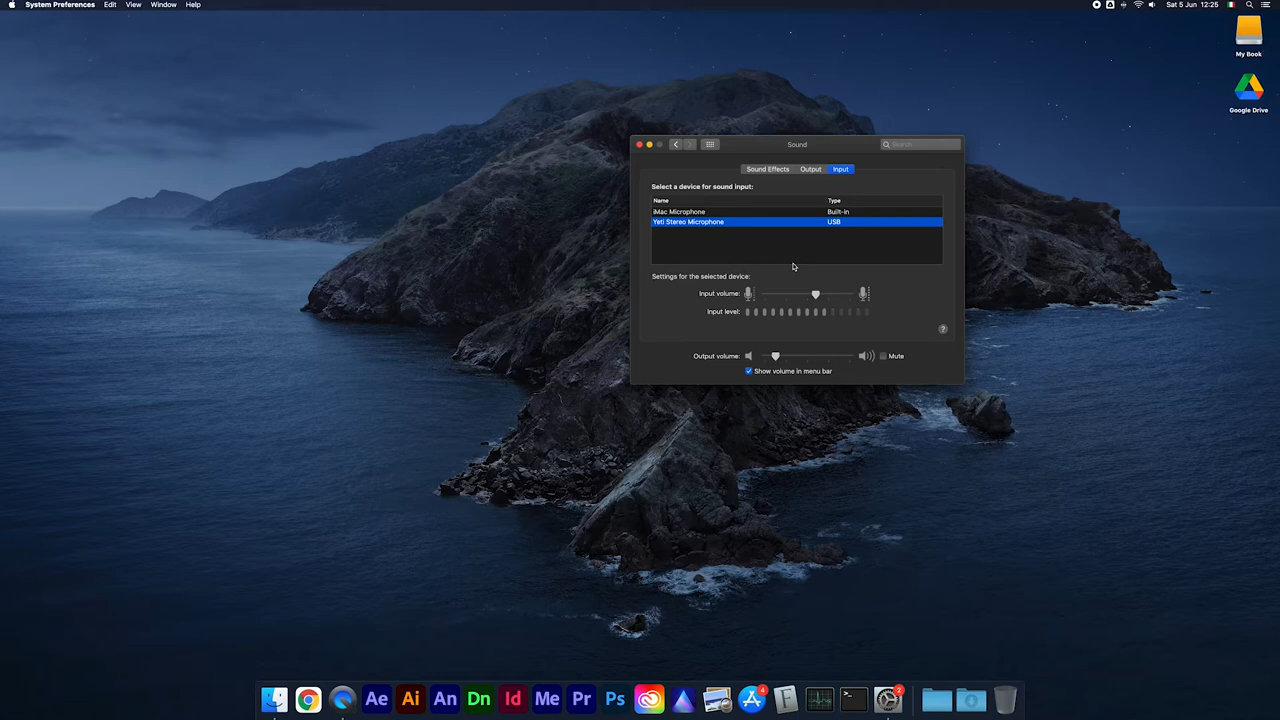 System Preferences Edit View Window Help Sat 5 Jun 12:25
My Book
Google Drive
Sound Search
Sound Effects Output Input
Select a device for sound input:
Name Type
iMac Microphone Built-in
Yeti Stereo Microphone USB
Settings for the selected device:
Input volume:
Input level:
?
Output volume: Mute
Show volume in menu bar
Ae Ai An Dn Id Me Pr Ps 4 F >_ 2